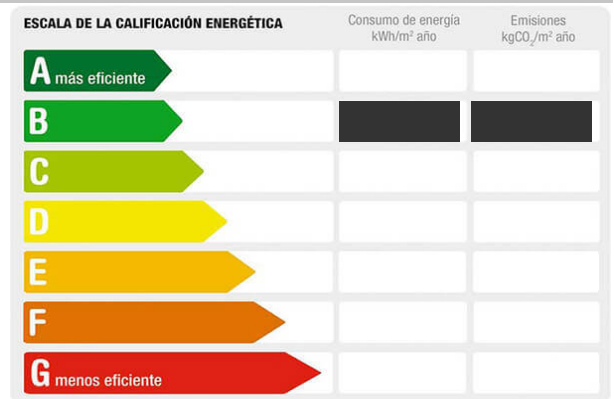 ESCALA DE LA CALIFICACIÓN ENERGÉTICA
Consumo de energía
kWh/m² año
Emisiones
kgCO₂/m² año
A más eficiente
B
C
D
E
F
G menos eficiente